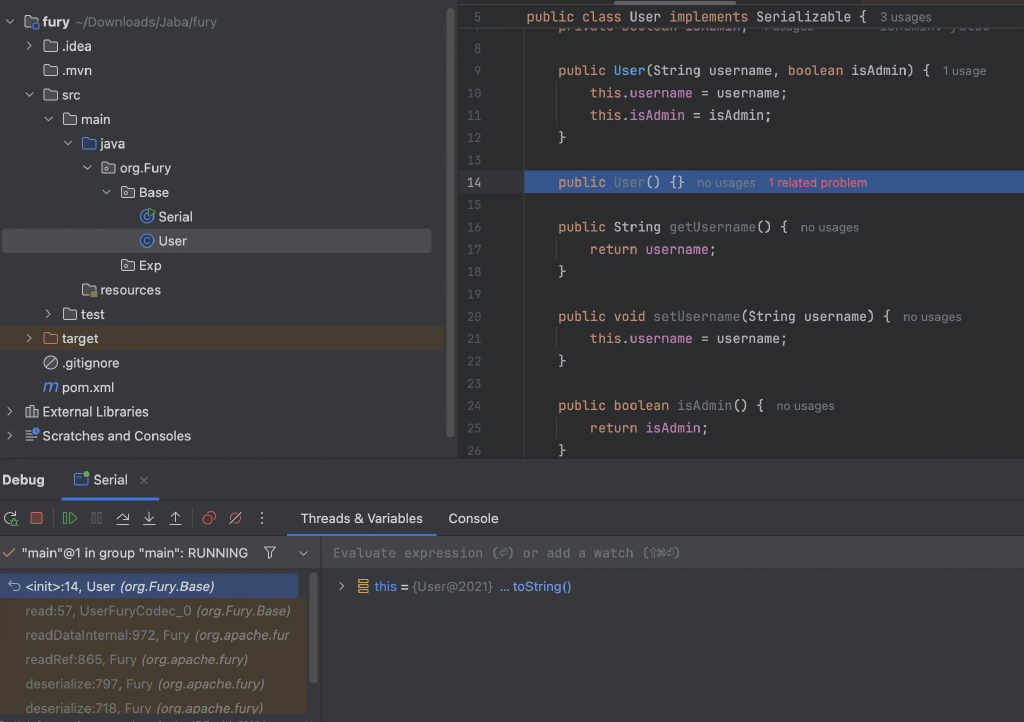 fury ~/Downloads/Jaba/fury
.idea
.mvn
src
main
java
org.Fury
Base
Serial
User
Exp
resources
test
target
.gitignore
pom.xml
External Libraries
Scratches and Consoles
5 public class User implements Serializable { 3 usages
8
9 public User(String username, boolean isAdmin) { 1 usage
10 this.username = username;
11 this.isAdmin = isAdmin;
12 }
13
14 public User() {} no usages 1 related problem
15
16 public String getUsername() { no usages
17 return username;
18 }
19
20 public void setUsername(String username) { no usages
21 this.username = username;
22 }
23
24 public boolean isAdmin() { no usages
25 return isAdmin;
26 }
Debug Serial
Threads & Variables Console
"main"@1 in group "main": RUNNING
Evaluate expression (⏎) or add a watch (⇧⌘⏎)
<init>:14, User (org.Fury.Base)
read:57, UserFuryCodec_0 (org.Fury.Base)
readDataInternal:972, Fury (org.apache.fur
readRef:865, Fury (org.apache.fury)
deserialize:797, Fury (org.apache.fury)
deserialize:718, Fury (org.apache.fury)
this = {User@2021} ... toString()